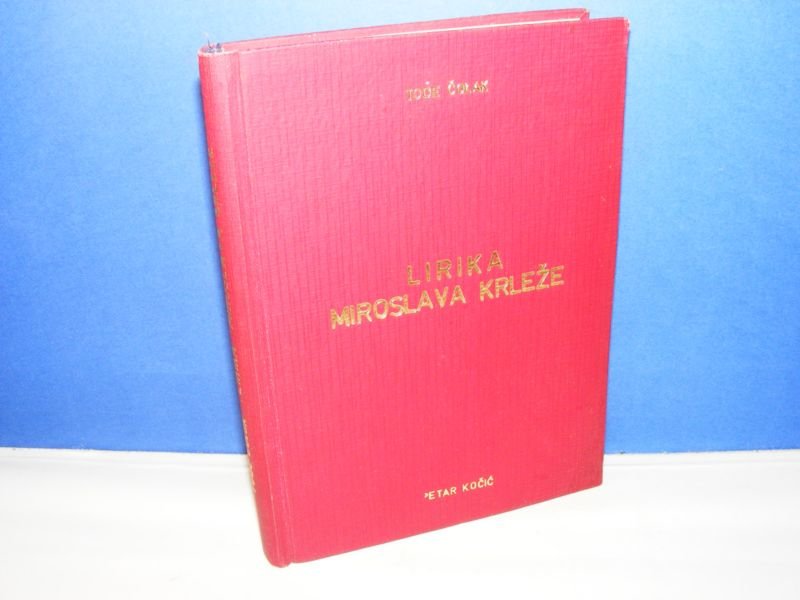 TODE ČOLAK
LIRIKA
MIROSLAVA KRLEŽE
PETAR KOČIĆ